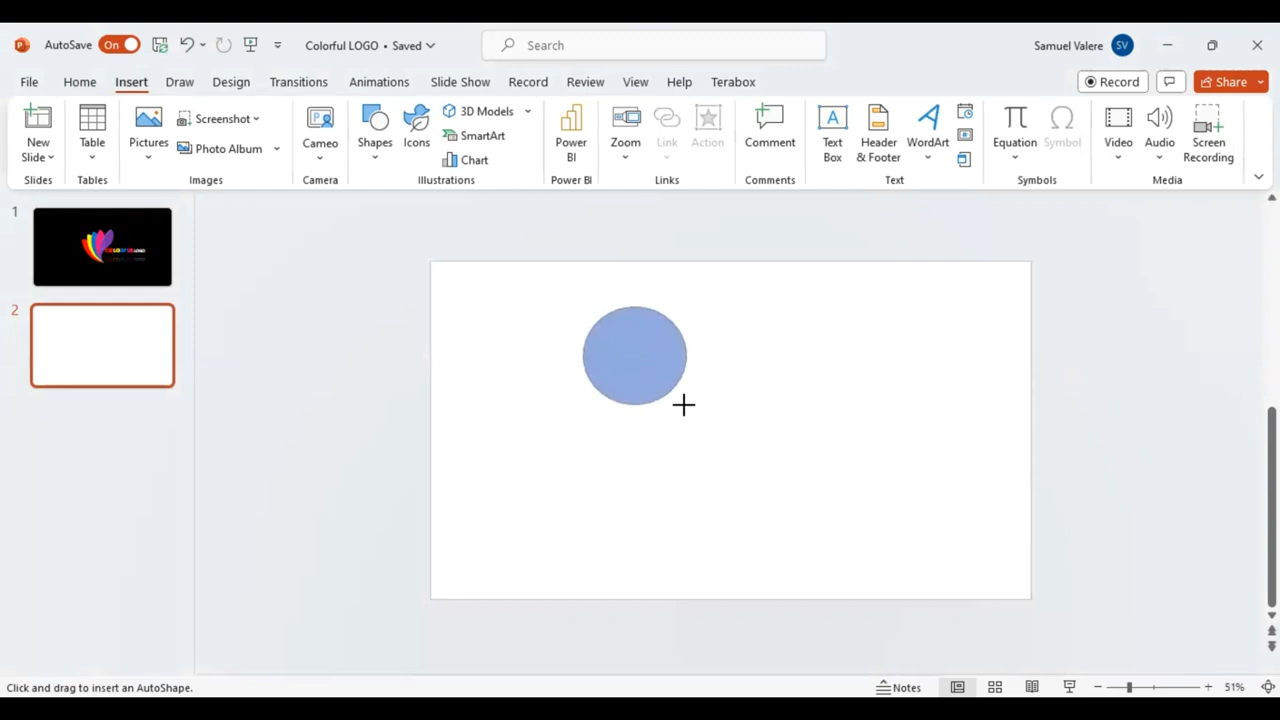 AutoSave On Colorful LOGO • Saved Search Samuel Valere SV
File Home Insert Draw Design Transitions Animations Slide Show Record Review View Help Terabox Record Share
New Slide Table Pictures Screenshot Photo Album Cameo Shapes Icons 3D Models SmartArt Chart Power BI Zoom Link Action Comment Text Box Header & Footer WordArt Equation Symbol Video Audio Screen Recording
Slides Tables Images Camera Illustrations Power BI Links Comments Text Symbols Media
1
2
Click and drag to insert an AutoShape. Notes 51%